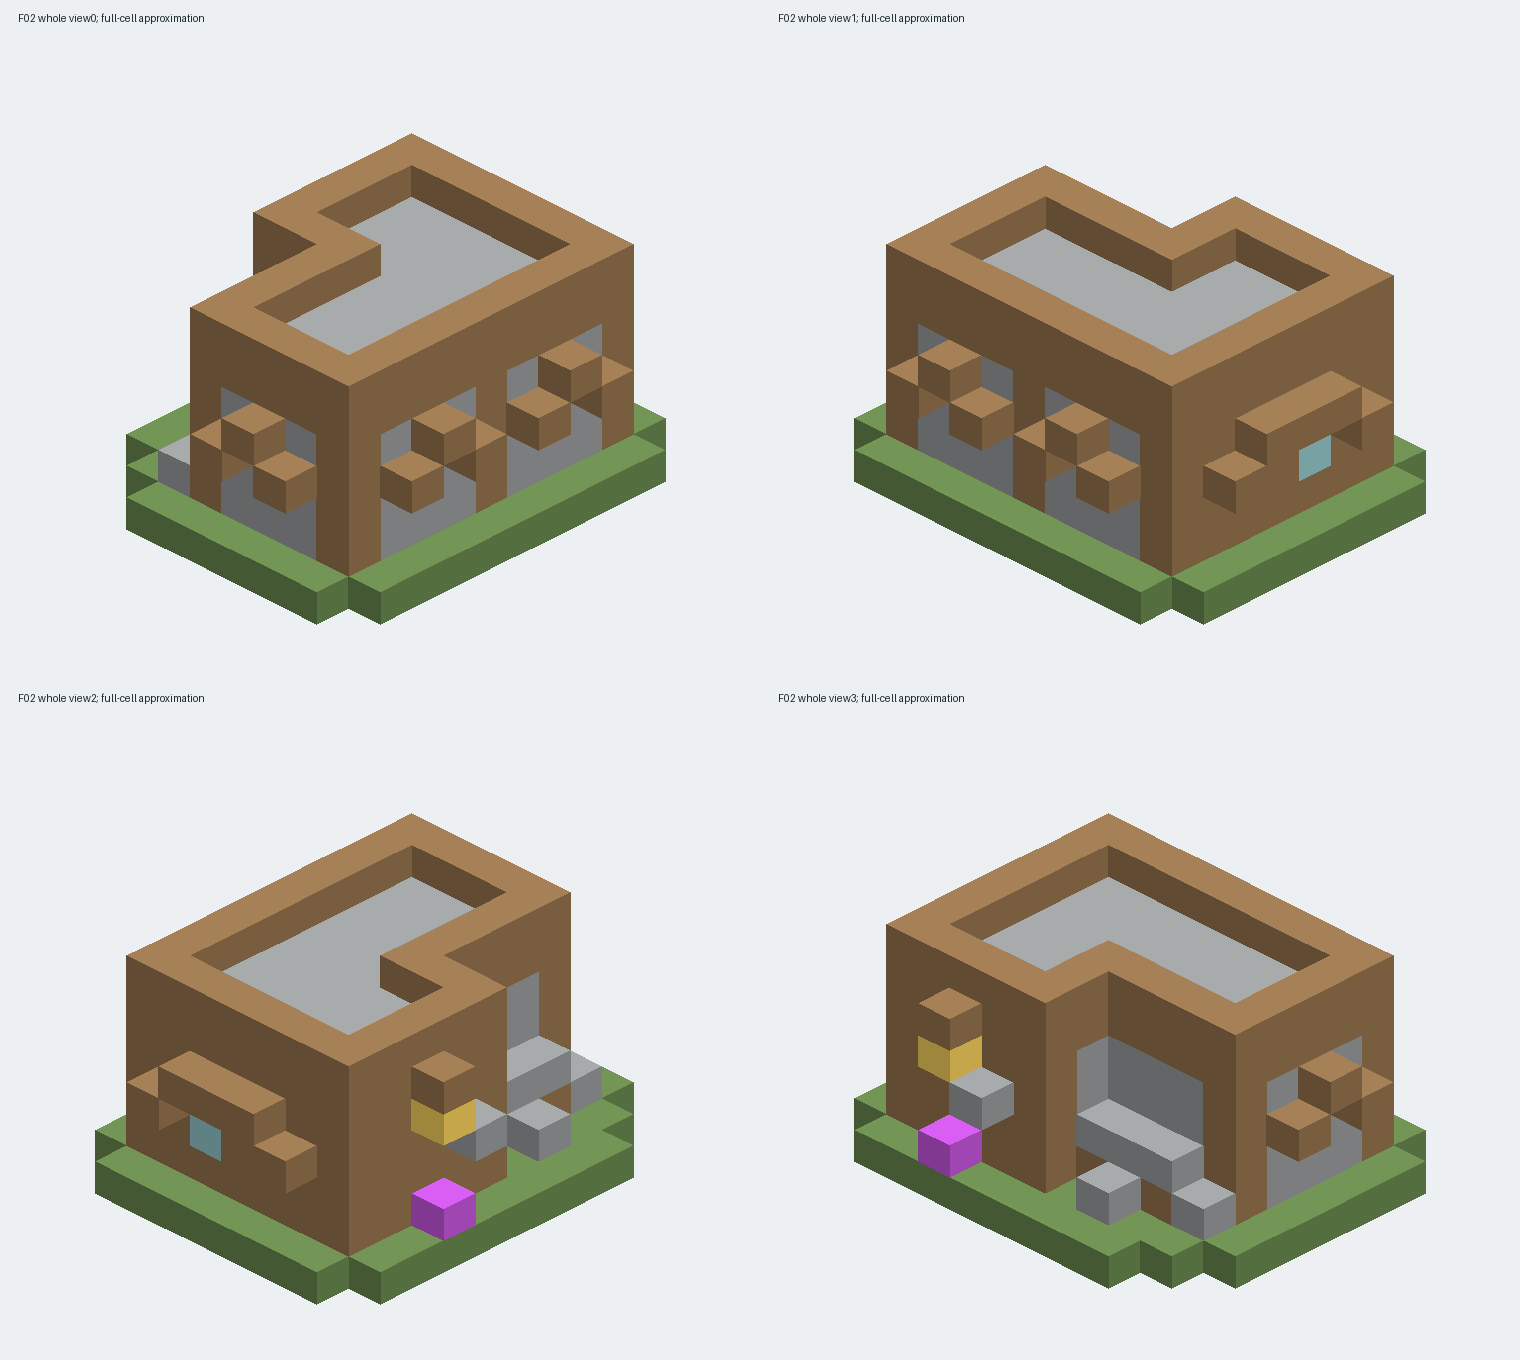 F02 whole view0; full-cell approximation
F02 whole view1; full-cell approximation
F02 whole view2; full-cell approximation
F02 whole view3; full-cell approximation